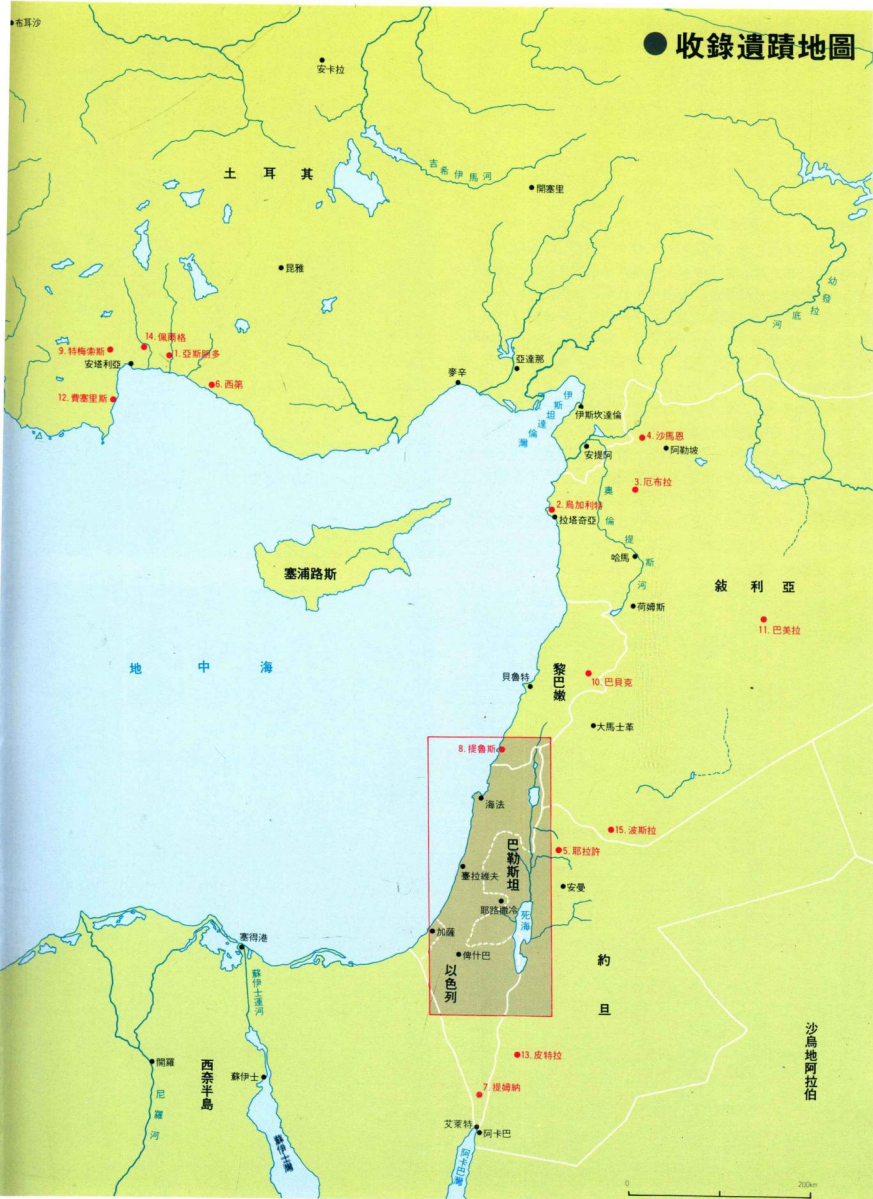 ● 收錄遺蹟地圖
布耳沙
安卡拉
土耳其
吉希伊馬河
開塞里
昆雅
幼發拉底河
14. 佩爾格
9. 特梅索斯
1. 亞斯朋多
安塔利亞
6. 西第
12. 費塞里斯
亞達那
麥辛
伊斯坎達倫
伊斯坦達倫灣
4. 沙馬恩
安提阿
阿勒坡
3. 厄布拉
2. 烏加利特
拉塔奇亞
奧倫提斯河
哈馬
塞浦路斯
敍利亞
荷姆斯
11. 巴美拉
地中海
黎巴嫩
貝魯特
10. 巴貝克
大馬士革
8. 提魯斯
海法
15. 波斯拉
巴勒斯坦
5. 耶拉許
臺拉維夫
安曼
耶路撒冷
死海
加薩
塞得港
俾什巴
以色列
約旦
蘇伊士運河
沙烏地阿拉伯
13. 皮特拉
開羅
西奈半島
蘇伊士
7. 提姆納
尼羅河
艾萊特
阿卡巴
蘇伊士灣
阿卡巴灣
0 200km